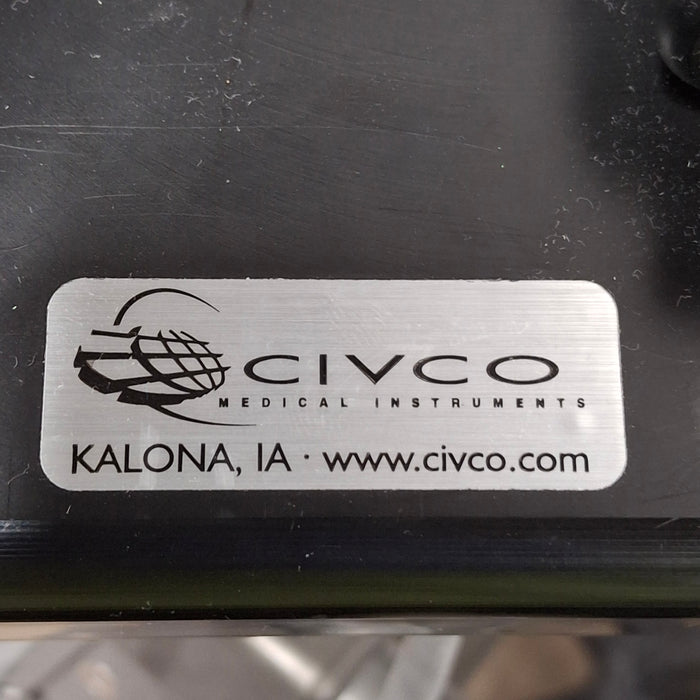 CIVCO
MEDICAL INSTRUMENTS
KALONA, IA · www.civco.com